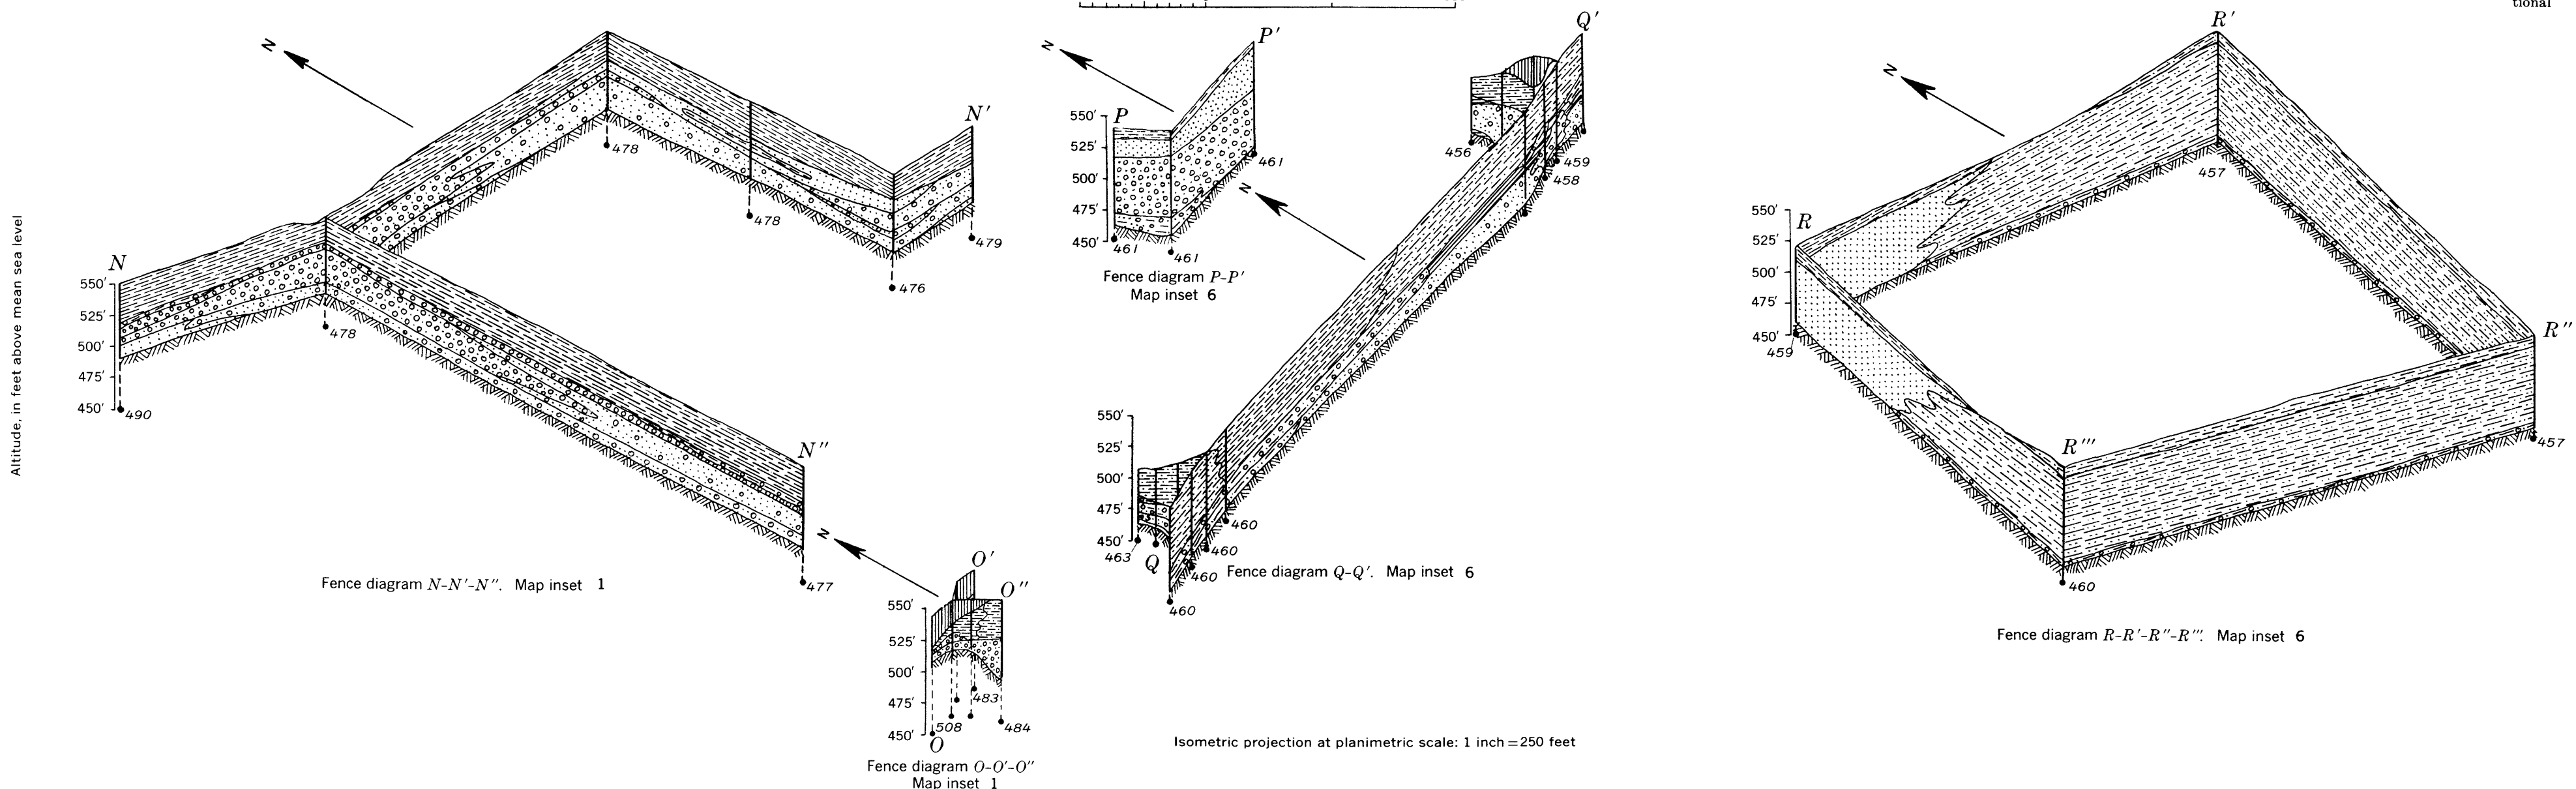 tional
Altitude, in feet above mean sea level
N
N
550′
525′
500′
475′
450′
490
478
478
478
476
N′
479
N″
477
Fence diagram N-N′-N″. Map inset 1
N
550′
525′
500′
475′
450′
O′
O″
508
483
484
O
Fence diagram O-O′-O″
Map inset 1
N
P
P′
550′
525′
500′
475′
450′
461
461
461
Fence diagram P-P′
Map inset 6
N
Q′
456
459
458
550′
525′
500′
475′
450′
463
Q
460
460
460
460
Fence diagram Q-Q′. Map inset 6
Isometric projection at planimetric scale: 1 inch=250 feet
N
R′
457
R
550′
525′
500′
475′
450′
459
R″
457
R‴
460
Fence diagram R-R′-R″-R‴. Map inset 6